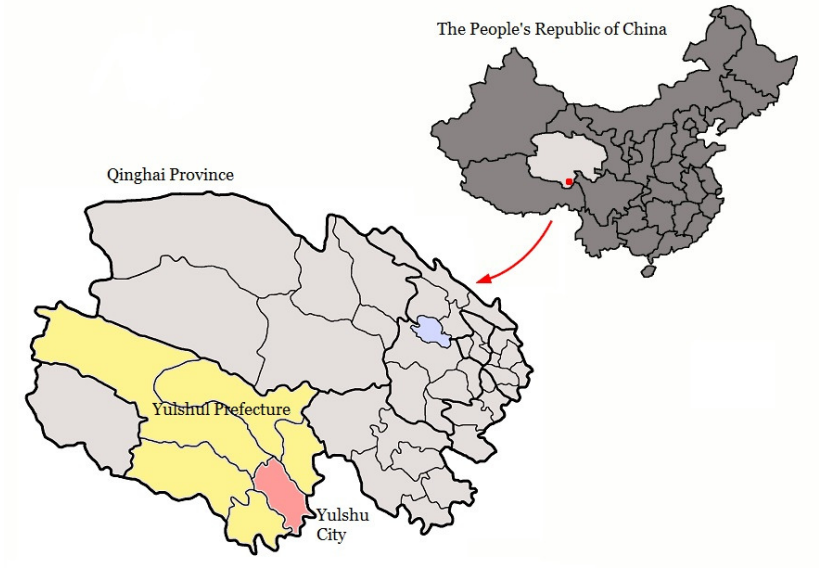 The People's Republic of China
Qinghai Province
Yulshul Prefecture
Yulshu
City